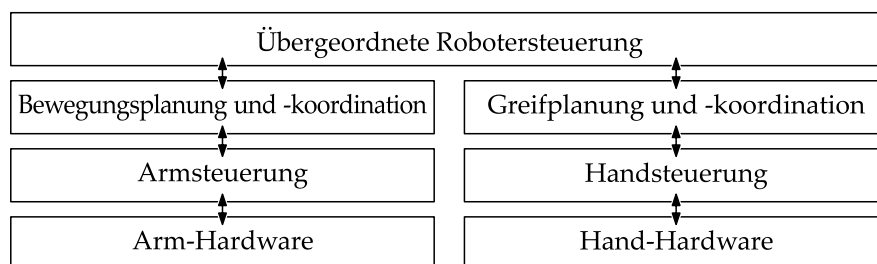 Übergeordnete Robotersteuerung
Bewegungsplanung und -koordination
Greifplanung und -koordination
Armsteuerung
Handsteuerung
Arm-Hardware
Hand-Hardware